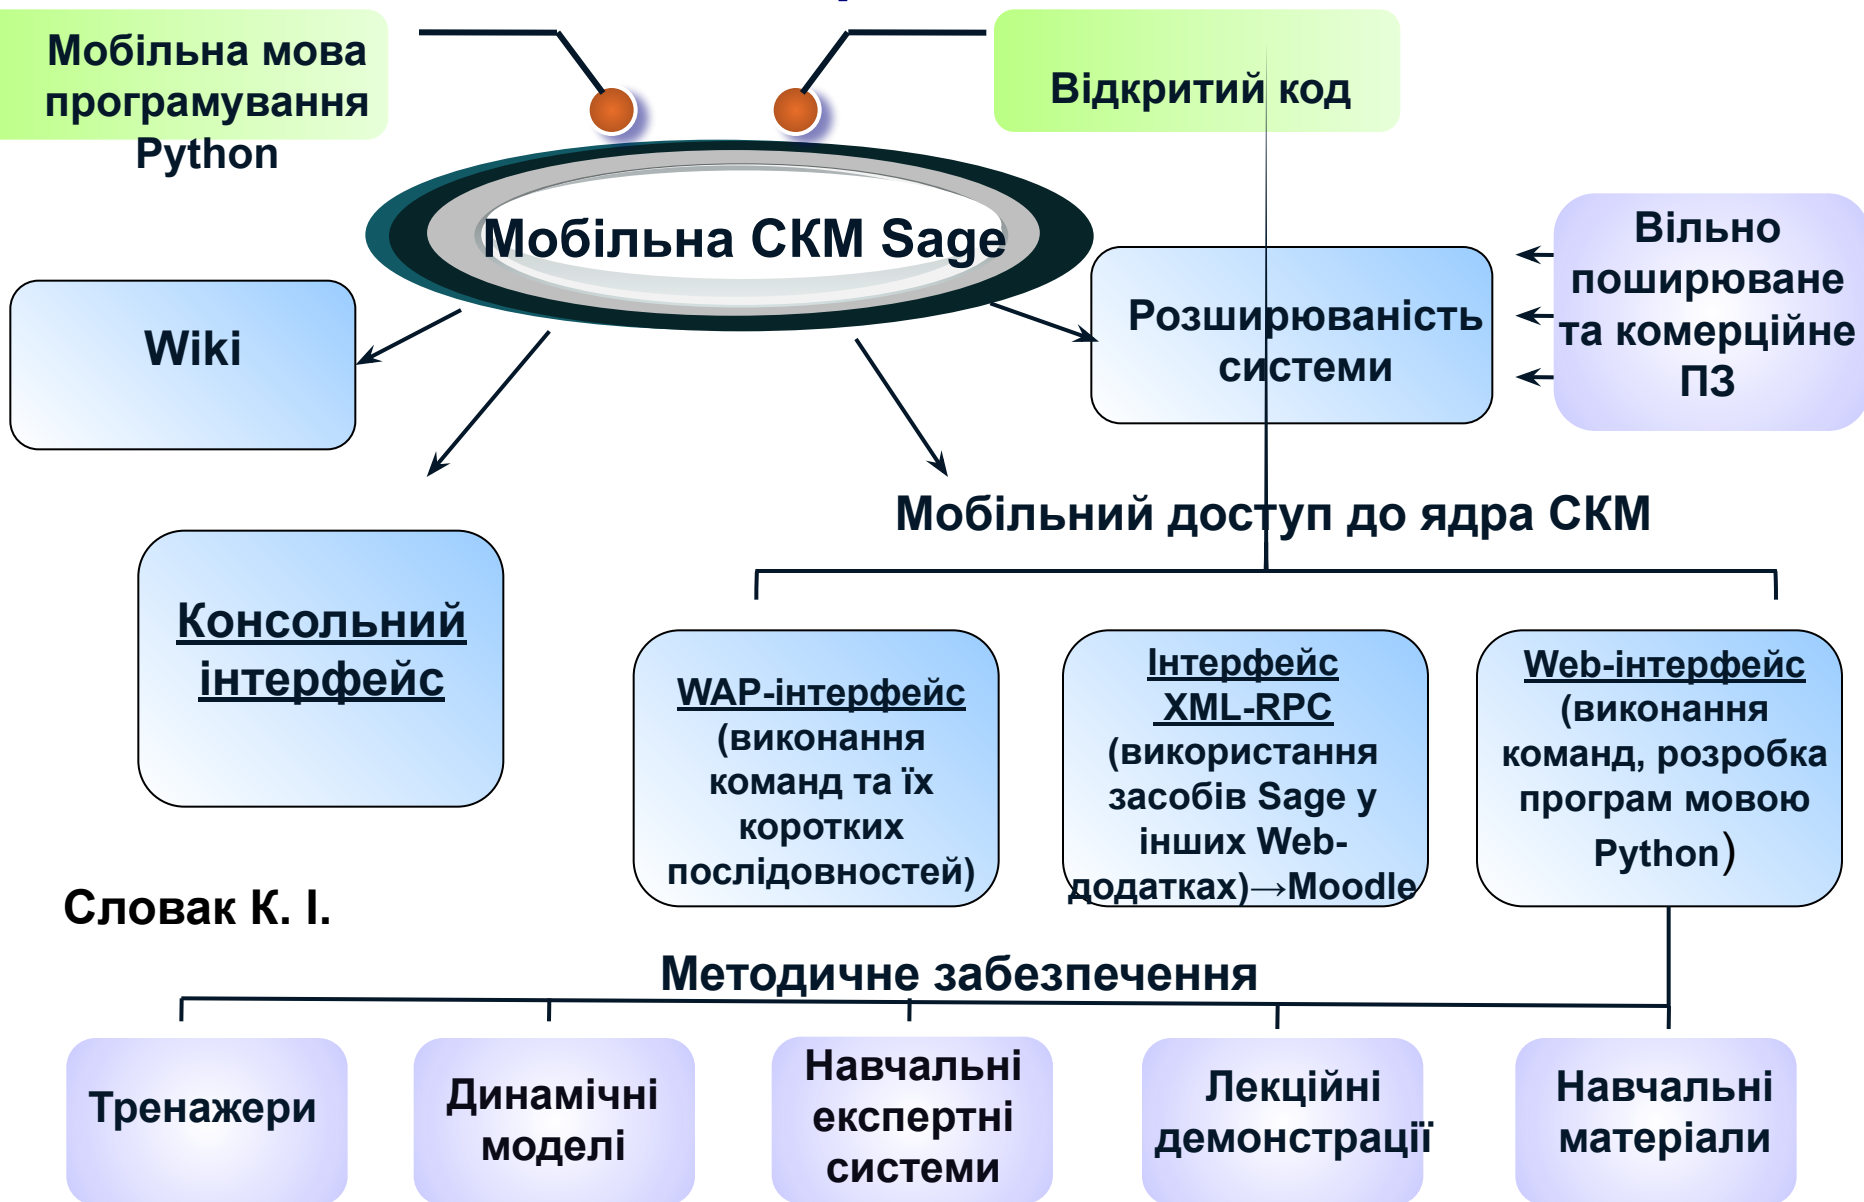 Мобільна мова
програмування
Python
Відкритий код
Мобільна СКМ Sage
Вільно
поширюване
та комерційне
ПЗ
Wiki
Розширюваність
системи
Мобільний доступ до ядра СКМ
Консольний
інтерфейс
WAP-інтерфейс
(виконання
команд та їх
коротких
послідовностей)
Інтерфейс
XML-RPC
(використання
засобів Sage у
інших Web-
додатках)→Moodle
Web-інтерфейс
(виконання
команд, розробка
програм мовою
Python)
Словак К. І.
Методичне забезпечення
Тренажери
Динамічні
моделі
Навчальні
експертні
системи
Лекційні
демонстрації
Навчальні
матеріали